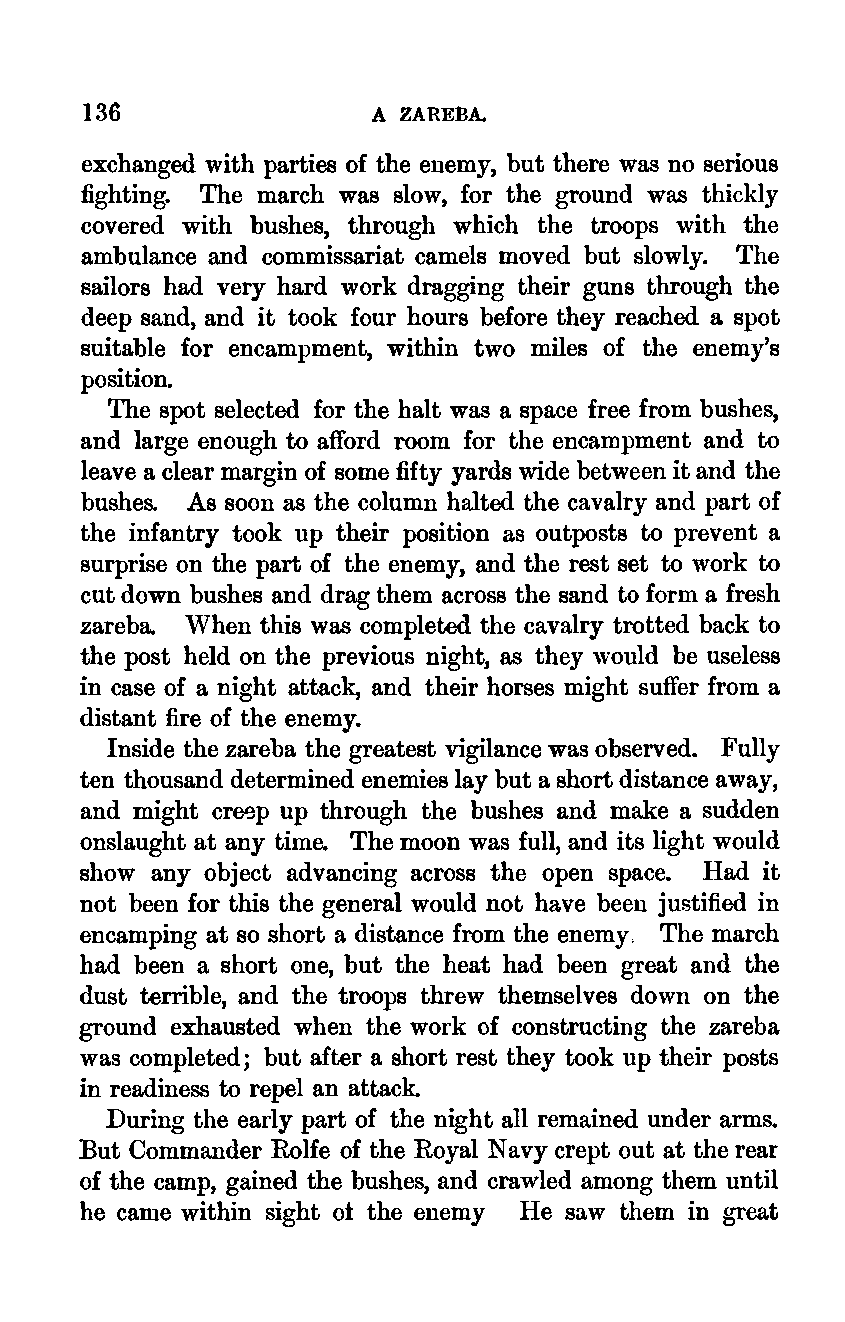 136 A ZAREBA.
exchanged with parties of the enemy, but there was no serious
fighting. The march was slow, for the ground was thickly
covered with bushes, through which the troops with the
ambulance and commissariat camels moved but slowly. The
sailors had very hard work dragging their guns through the
deep sand, and it took four hours before they reached a spot
suitable for encampment, within two miles of the enemy's
position.
The spot selected for the halt was a space free from bushes,
and large enough to afford room for the encampment and to
leave a clear margin of some fifty yards wide between it and the
bushes. As soon as the column halted the cavalry and part of
the infantry took up their position as outposts to prevent a
surprise on the part of the enemy, and the rest set to work to
cut down bushes and drag them across the sand to form a fresh
zareba. When this was completed the cavalry trotted back to
the post held on the previous night, as they would be useless
in case of a night attack, and their horses might suffer from a
distant fire of the enemy.
Inside the zareba the greatest vigilance was observed. Fully
ten thousand determined enemies lay but a short distance away,
and might creep up through the bushes and make a sudden
onslaught at any time. The moon was full, and its light would
show any object advancing across the open space. Had it
not been for this the general would not have been justified in
encamping at so short a distance from the enemy. The march
had been a short one, but the heat had been great and the
dust terrible, and the troops threw themselves down on the
ground exhausted when the work of constructing the zareba
was completed; but after a short rest they took up their posts
in readiness to repel an attack.
During the early part of the night all remained under arms.
But Commander Rolfe of the Royal Navy crept out at the rear
of the camp, gained the bushes, and crawled among them until
he came within sight of the enemy He saw them in great